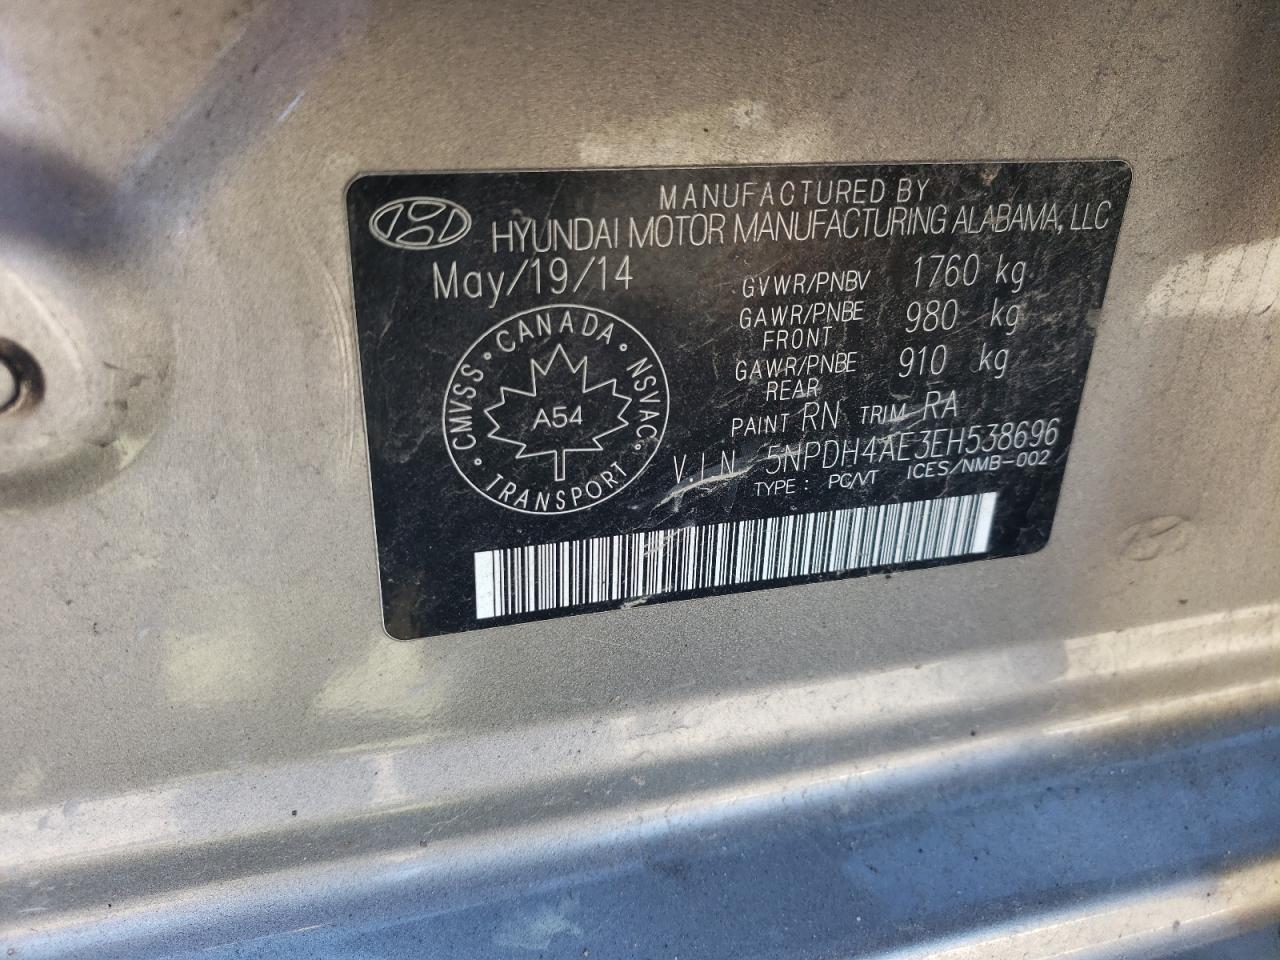 MANUFACTURED BY
HYUNDAI MOTOR MANUFACTURING ALABAMA, LLC
May/19/14
GVWR/PNBV 1760 kg
GAWR/PNBE FRONT 980 kg
GAWR/PNBE REAR 910 kg
PAINT RN TRIM RA
V.I.N 5NPDH4AE3EH538696
TYPE : PC/VT ICES/NMB-002
CMVSS · CANADA · NSVAC ·
TRANSPORT
A54